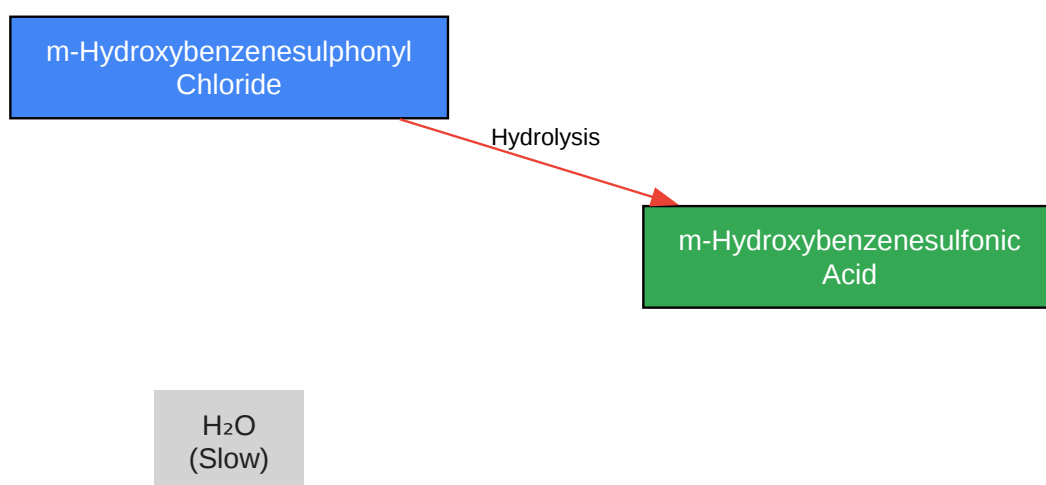 m-Hydroxybenzenesulphonyl
Chloride
Hydrolysis
m-Hydroxybenzenesulfonic
Acid
H₂O
(Slow)